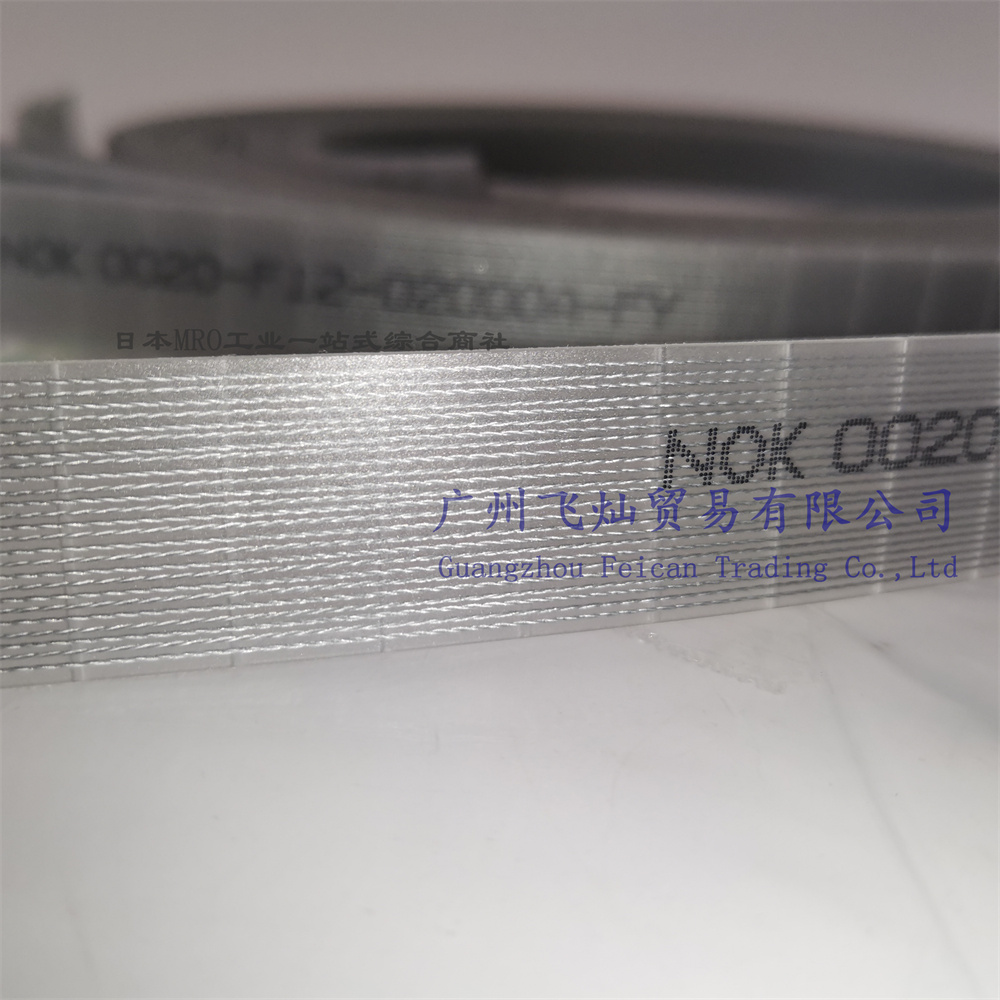 NOK 0020-F12-02000A-FY
日本MRO工业一站式综合商社
NOK 0020
广州飞灿贸易有限公司
Guangzhou Feican Trading Co.,Ltd